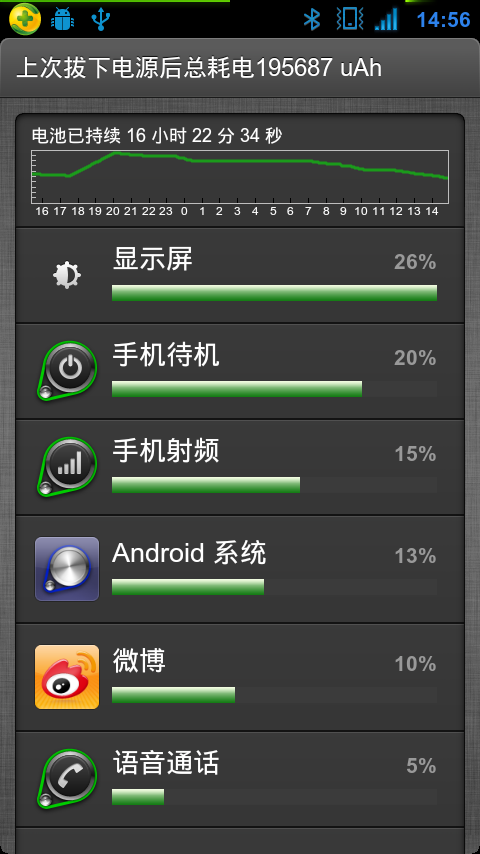 14:56
上次拔下电源后总耗电195687 uAh
电池已持续 16 小时 22 分 34 秒
16 17 18 19 20 21 22 23 0 1 2 3 4 5 6 7 8 9 10 11 12 13 14
显示屏 26%
手机待机 20%
手机射频 15%
Android 系统 13%
微博 10%
语音通话 5%